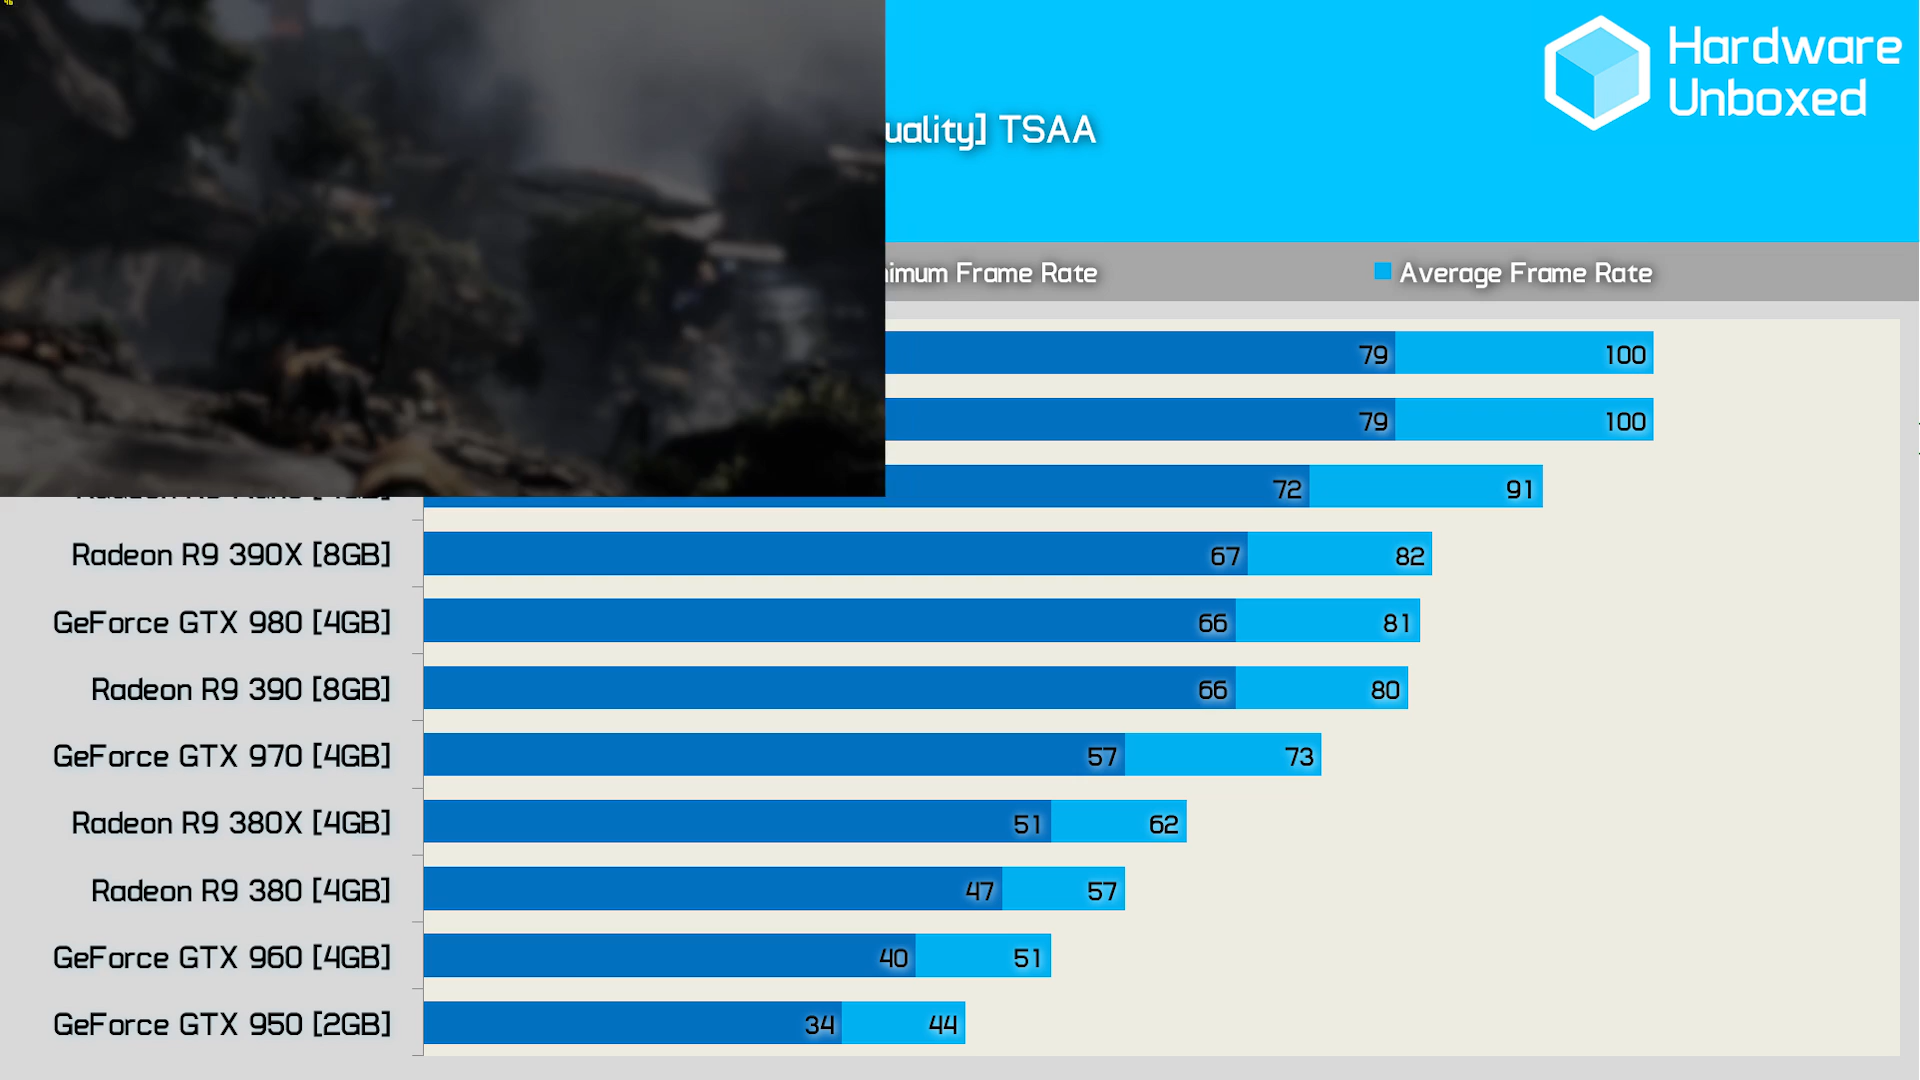 Hardware
Unboxed
uality] TSAA
nimum Frame Rate
Average Frame Rate
79 100
79 100
72 91
Radeon R9 390X [8GB] 67 82
GeForce GTX 980 [4GB] 66 81
Radeon R9 390 [8GB] 66 80
GeForce GTX 970 [4GB] 57 73
Radeon R9 380X [4GB] 51 62
Radeon R9 380 [4GB] 47 57
GeForce GTX 960 [4GB] 40 51
GeForce GTX 950 [2GB] 34 44